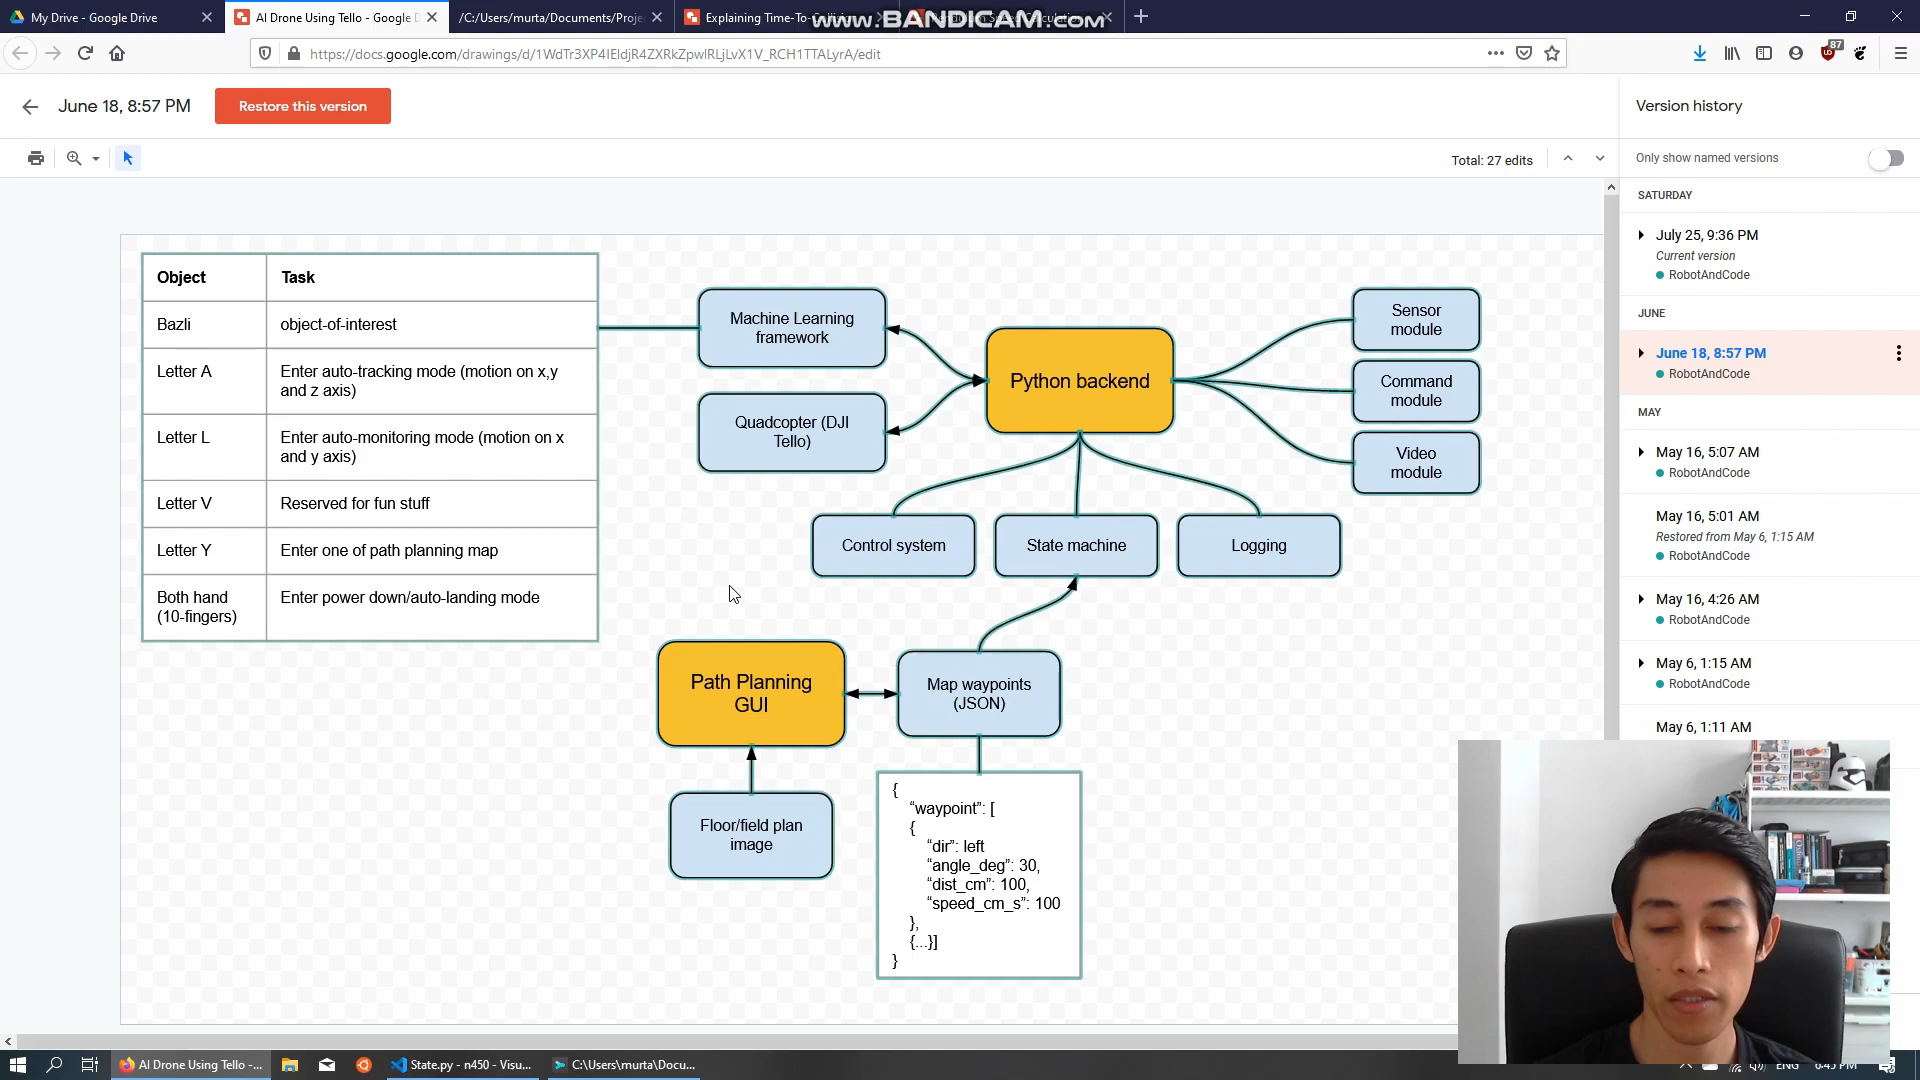 My Drive - Google Drive
AI Drone Using Tello - Google D
/C:/Users/murta/Documents/Proje
Explaining Time-To-
www.BANDICAM.com
https://docs.google.com/drawings/d/1WdTr3XP4IEldjR4ZXRkZpwlRLjLvX1V_RCH1TTALyrA/edit
87
June 18, 8:57 PM
Restore this version
Version history
Total: 27 edits
Only show named versions
SATURDAY
July 25, 9:36 PM
Current version
RobotAndCode
JUNE
June 18, 8:57 PM
RobotAndCode
MAY
May 16, 5:07 AM
RobotAndCode
May 16, 5:01 AM
Restored from May 6, 1:15 AM
RobotAndCode
May 16, 4:26 AM
RobotAndCode
May 6, 1:15 AM
RobotAndCode
May 6, 1:11 AM
Object Task
Bazli object-of-interest
Letter A Enter auto-tracking mode (motion on x,y
and z axis)
Letter L Enter auto-monitoring mode (motion on x
and y axis)
Letter V Reserved for fun stuff
Letter Y Enter one of path planning map
Both hand Enter power down/auto-landing mode
(10-fingers)
Machine Learning
framework
Quadcopter (DJI
Tello)
Python backend
Sensor
module
Command
module
Video
module
Control system
State machine
Logging
Path Planning
GUI
Map waypoints
(JSON)
Floor/field plan
image
{
“waypoint”: [
{
“dir”: left
“angle_deg”: 30,
“dist_cm”: 100,
“speed_cm_s”: 100
},
{...}]
}
AI Drone Using Tello -...
State.py - n450 - Visu...
C:\Users\murta\Docu...
ENG
6:45 PM